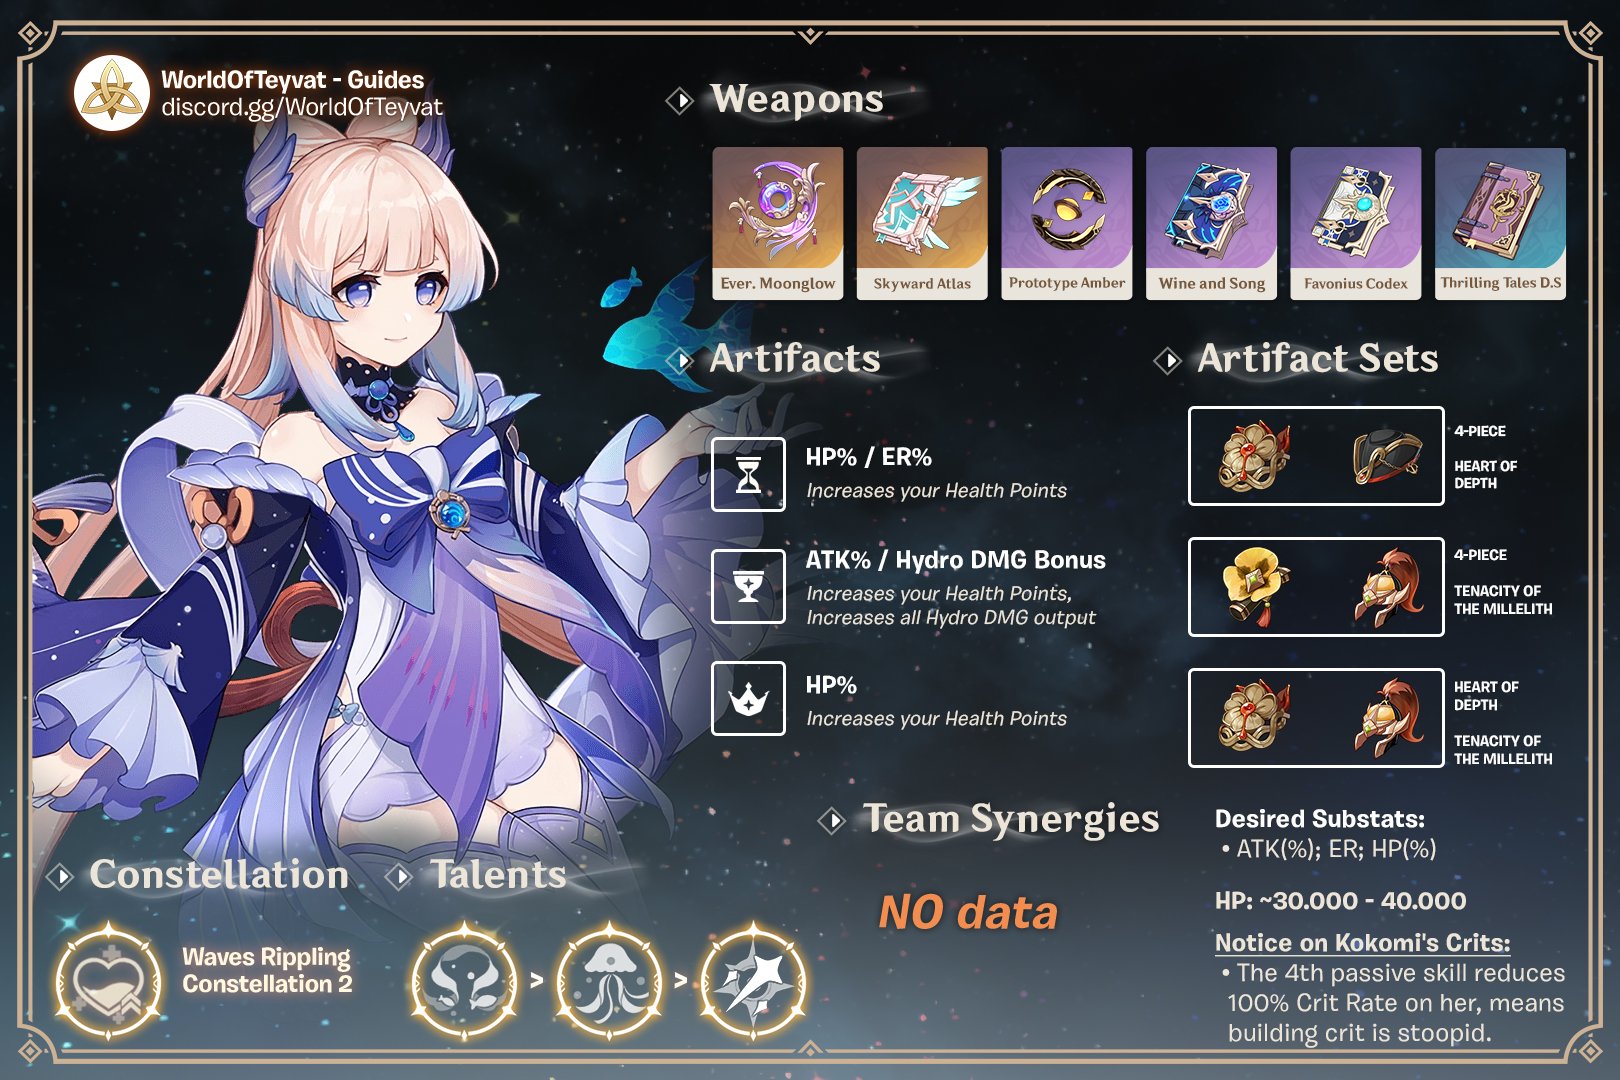 WorldOfTeyvat - Guides
discord.gg/WorldOfTeyvat
Weapons
Ever. Moonglow
Skyward Atlas
Prototype Amber
Wine and Song
Favonius Codex
Thrilling Tales D.S
Artifacts
HP% / ER%
Increases your Health Points
ATK% / Hydro DMG Bonus
Increases your Health Points,
Increases all Hydro DMG output
HP%
Increases your Health Points
Artifact Sets
4-PIECE
HEART OF
DEPTH
4-PIECE
TENACITY OF
THE MILLELITH
HEART OF
DEPTH
TENACITY OF
THE MILLELITH
Team Synergies
NO data
Desired Substats:
• ATK(%); ER; HP(%)
HP: ~30.000 - 40.000
Notice on Kokomi's Crits:
• The 4th passive skill reduces
100% Crit Rate on her, means
building crit is stoopid.
Constellation
Waves Rippling
Constellation 2
Talents
> >